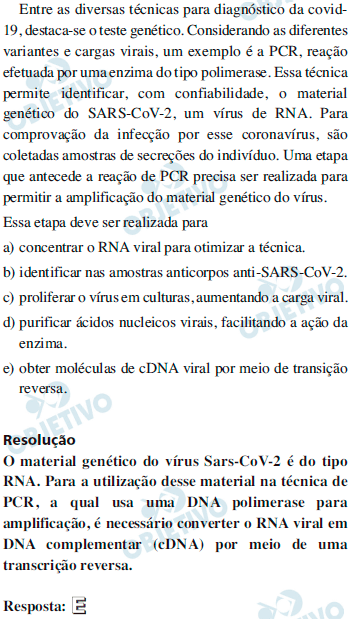 Entre as diversas técnicas para diagnóstico da covid-
19, destaca-se o teste genético. Considerando as diferentes
variantes e cargas virais, um exemplo é a PCR, reação
efetuada por uma enzima do tipo polimerase. Essa técnica
permite identificar, com confiabilidade, o material
genético do SARS-CoV-2, um vírus de RNA. Para
comprovação da infecção por esse coronavírus, são
coletadas amostras de secreções do indivíduo. Uma etapa
que antecede a reação de PCR precisa ser realizada para
permitir a amplificação do material genético do vírus.
Essa etapa deve ser realizada para
a) concentrar o RNA viral para otimizar a técnica.
b) identificar nas amostras anticorpos anti-SARS-CoV-2.
c) proliferar o vírus em culturas, aumentando a carga viral.
d) purificar ácidos nucleicos virais, facilitando a ação da
enzima.
e) obter moléculas de cDNA viral por meio de transição
reversa.
OBJETIVO
Resolução
O material genético do vírus Sars-CoV-2 é do tipo
RNA. Para a utilização desse material na técnica de
PCR, a qual usa uma DNA polimerase para
amplificação, é necessário converter o RNA viral em
DNA complementar (cDNA) por meio de uma
transcrição reversa.
Resposta: E